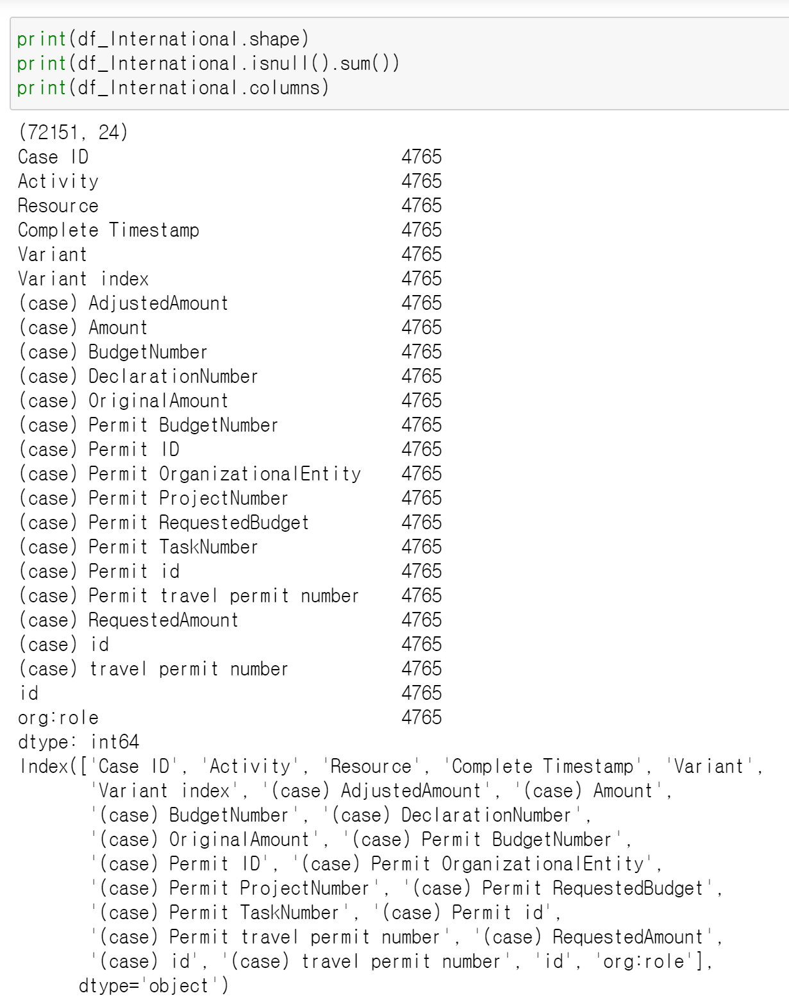 print(df_International.shape)
print(df_International.isnull().sum())
print(df_International.columns)
(72151, 24)
Case ID 4765
Activity 4765
Resource 4765
Complete Timestamp 4765
Variant 4765
Variant index 4765
(case) AdjustedAmount 4765
(case) Amount 4765
(case) BudgetNumber 4765
(case) DeclarationNumber 4765
(case) OriginalAmount 4765
(case) Permit BudgetNumber 4765
(case) Permit ID 4765
(case) Permit OrganizationalEntity 4765
(case) Permit ProjectNumber 4765
(case) Permit RequestedBudget 4765
(case) Permit TaskNumber 4765
(case) Permit id 4765
(case) Permit travel permit number 4765
(case) RequestedAmount 4765
(case) id 4765
(case) travel permit number 4765
id 4765
org:role 4765
dtype: int64
Index(['Case ID', 'Activity', 'Resource', 'Complete Timestamp', 'Variant',
'Variant index', '(case) AdjustedAmount', '(case) Amount',
'(case) BudgetNumber', '(case) DeclarationNumber',
'(case) OriginalAmount', '(case) Permit BudgetNumber',
'(case) Permit ID', '(case) Permit OrganizationalEntity',
'(case) Permit ProjectNumber', '(case) Permit RequestedBudget',
'(case) Permit TaskNumber', '(case) Permit id',
'(case) Permit travel permit number', '(case) RequestedAmount',
'(case) id', '(case) travel permit number', 'id', 'org:role'],
dtype='object')